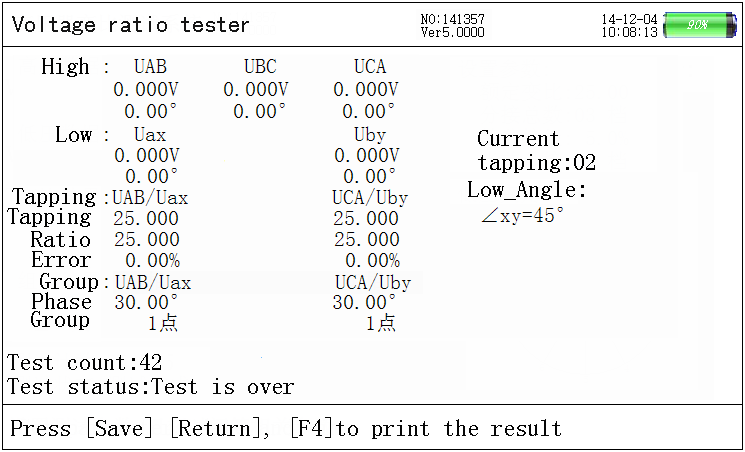 Voltage ratio tester NO:141357 14-12-04 90%
Ver5.0000 10:08:13
High : UAB UBC UCA
0.000V 0.000V 0.000V
0.00° 0.00° 0.00°
Low : Uax Uby
0.000V 0.000V
0.00° 0.00°
Current
tapping:02
Low_Angle:
∠xy=45°
Tapping :UAB/Uax UCA/Uby
Tapping 25.000 25.000
Ratio 25.000 25.000
Error 0.00% 0.00%
Group :UAB/Uax UCA/Uby
Phase 30.00° 30.00°
Group 1点 1点
Test count:42
Test status:Test is over
Press [Save] [Return], [F4]to print the result